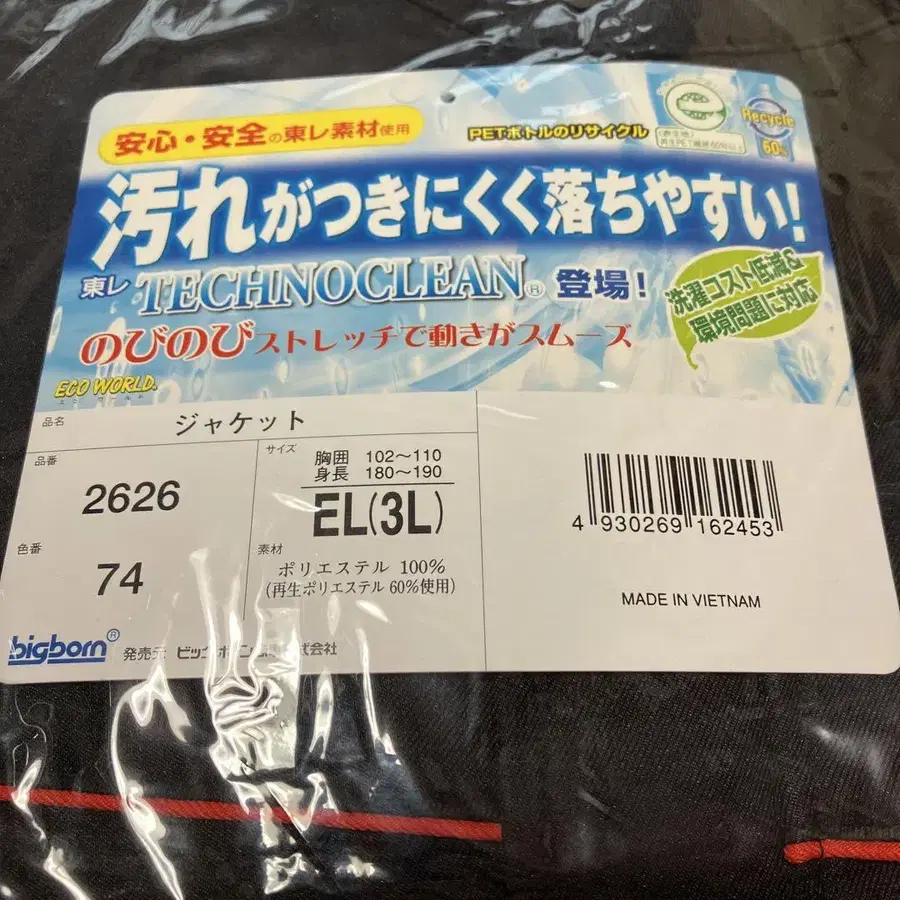 安心・安全の東レ素材使用
PETボトルのリサイクル
Recycle
60%
汚れがつきにくく落ちやすい!
東レ TECHNOCLEAN® 登場!
洗濯コスト低減&
環境問題に対応
のびのびストレッチで動きがスムーズ
ECO WORLD.
品名 ジャケット
品番
2626
サイズ
胸囲 102~110
身長 180~190
EL(3L)
色番
74
素材
ポリエステル 100%
(再生ポリエステル 60%使用)
4 930269 162453
MADE IN VIETNAM
bigborn®
発売元